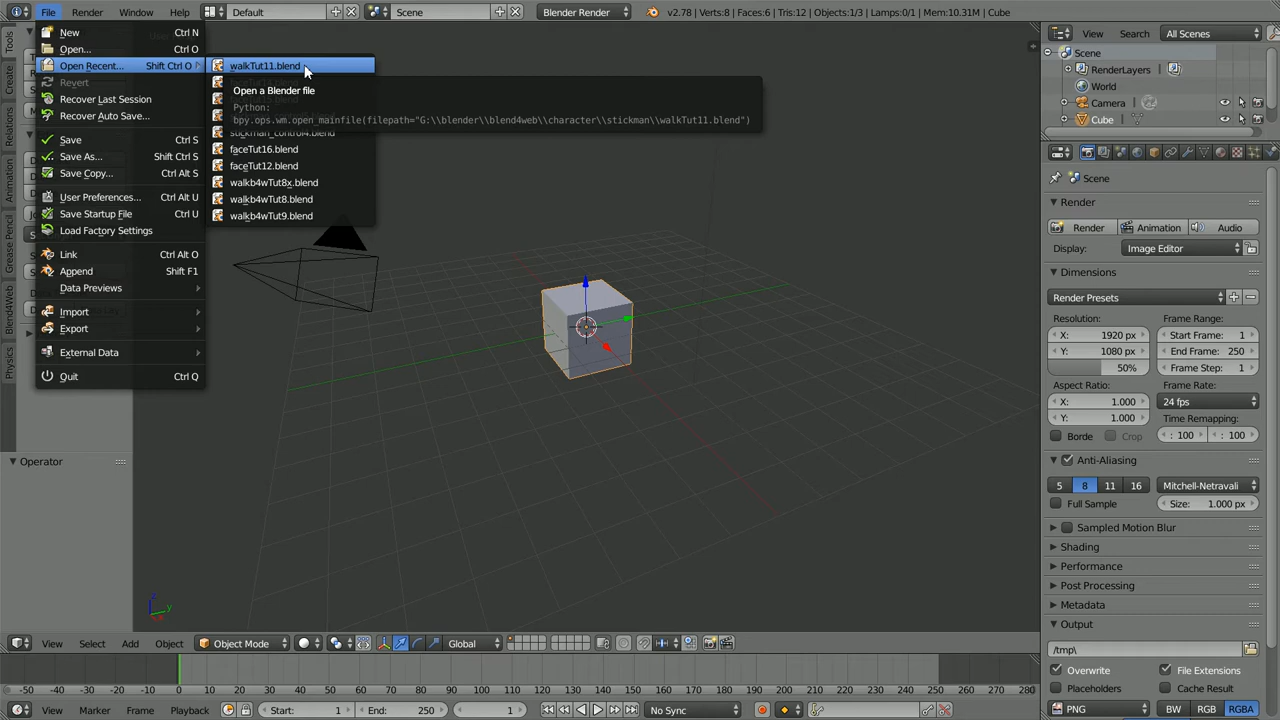 File Render Window Help Default Scene Blender Render v2.78 | Verts:8 | Faces:6 | Tris:12 | Objects:1/3 | Lamps:0/1 | Mem:10.31M | Cube
New Ctrl N
Open... Ctrl O
Open Recent... Shift Ctrl O
Revert
Recover Last Session
Recover Auto Save...
Save Ctrl S
Save As... Shift Ctrl S
Save Copy... Ctrl Alt S
User Preferences... Ctrl Alt U
Save Startup File Ctrl U
Load Factory Settings
Link Ctrl Alt O
Append Shift F1
Data Previews
Import
Export
External Data
Quit Ctrl Q
walkTut11.blend
Open a Blender file
Python:
bpy.ops.wm.open_mainfile(filepath="G:\\blender\\blend4web\\character\\stickman\\walkTut11.blend")
stickman_control4.blend
faceTut16.blend
faceTut12.blend
walkb4wTut8x.blend
walkb4wTut8.blend
walkb4wTut9.blend
Tools
Create
Relations
Animation
Grease Pencil
Blend4Web
Physics
Operator
View Search All Scenes
Scene
RenderLayers
World
Camera
Cube
Scene
Render
Render Animation Audio
Display: Image Editor
Dimensions
Render Presets
Resolution: Frame Range:
X: 1920 px Start Frame: 1
Y: 1080 px End Frame: 250
50% Frame Step: 1
Aspect Ratio: Frame Rate:
X: 1.000 24 fps
Y: 1.000 Time Remapping:
Borde Crop : 100 : 100
Anti-Aliasing
5 8 11 16 Mitchell-Netravali
Full Sample Size: 1.000 px
Sampled Motion Blur
Shading
Performance
Post Processing
Metadata
Output
/tmp\
Overwrite File Extensions
Placeholders Cache Result
PNG BW RGB RGBA
z y
View Select Add Object Object Mode Global
-50 -40 -30 -20 -10 0 10 20 30 40 50 60 70 80 90 100 110 120 130 140 150 160 170 180 190 200 210 220 230 240 250 260 270 280
View Marker Frame Playback Start: 1 End: 250 1 No Sync